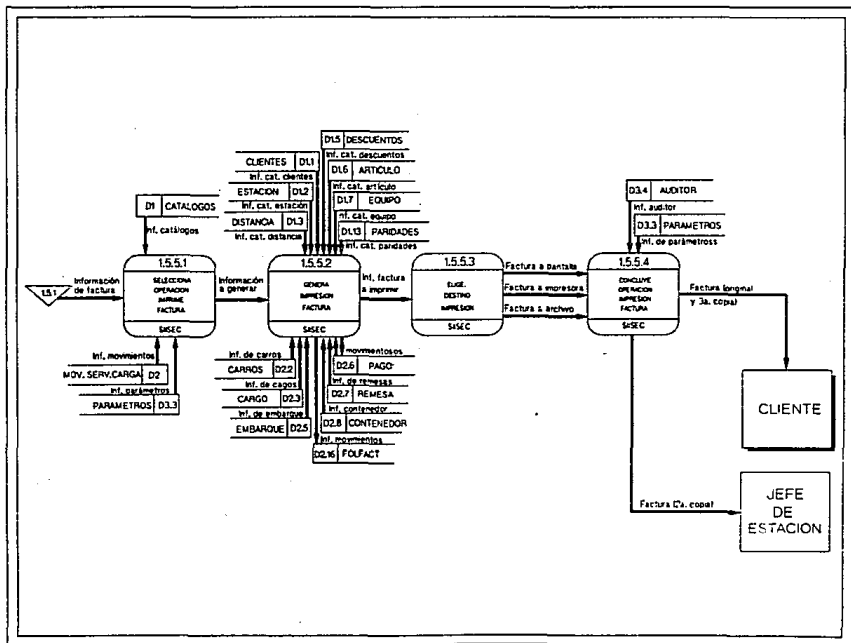 D1.5 DESCUENTOS
Inf. cat. descuentos
CLIENTES D1.1
Inf. cat. clientes
D1.6 ARTICULO
Inf. cat. artículo
ESTACION D1.2
Inf. cat. estación
D1.7 EQUIPO
Inf. cat. equipo
DISTANCIA D1.3
Inf. cat. distancia
D1.13 PARIDADES
Inf. cat. paridades
D1 CATALOGOS
Inf. catálogos
D3.4 AUDITOR
Inf. auditor
D3.3 PARAMETROS
Inf. de parámetross
1.5.1
Información
de factura
1.5.5.1
SELECCIONA
OPERACION
IMPRIME
FACTURA
SISEC
Información
a generar
1.5.5.2
GENERA
IMPRESION
FACTURA
SISEC
Inf. factura
a imprimir
1.5.5.3
ELIGE
DESTINO
IMPRESION
SISEC
Factura a pantalla
Factura a impresora
Factura a archivo
1.5.5.4
CONCLUYE
OPERACION
IMPRESION
FACTURA
SISEC
Factura (original
y 3a. copia)
CLIENTE
Factura (2a. copia)
JEFE
DE
ESTACION
Inf. movimientos
MOV. SERV.CARGA D2
Inf. parámetros
PARAMETROS D3.3
Inf. de carros
CARROS D2.2
Inf. de cagos
CARGO D2.3
Inf. de embarque
EMBARQUE D2.5
movimientosos
D2.6 PAGO
Inf. de remesas
D2.7 REMESA
Inf. contenedor
D2.8 CONTENEDOR
Inf. movimientos
D2.16 FOLFACT